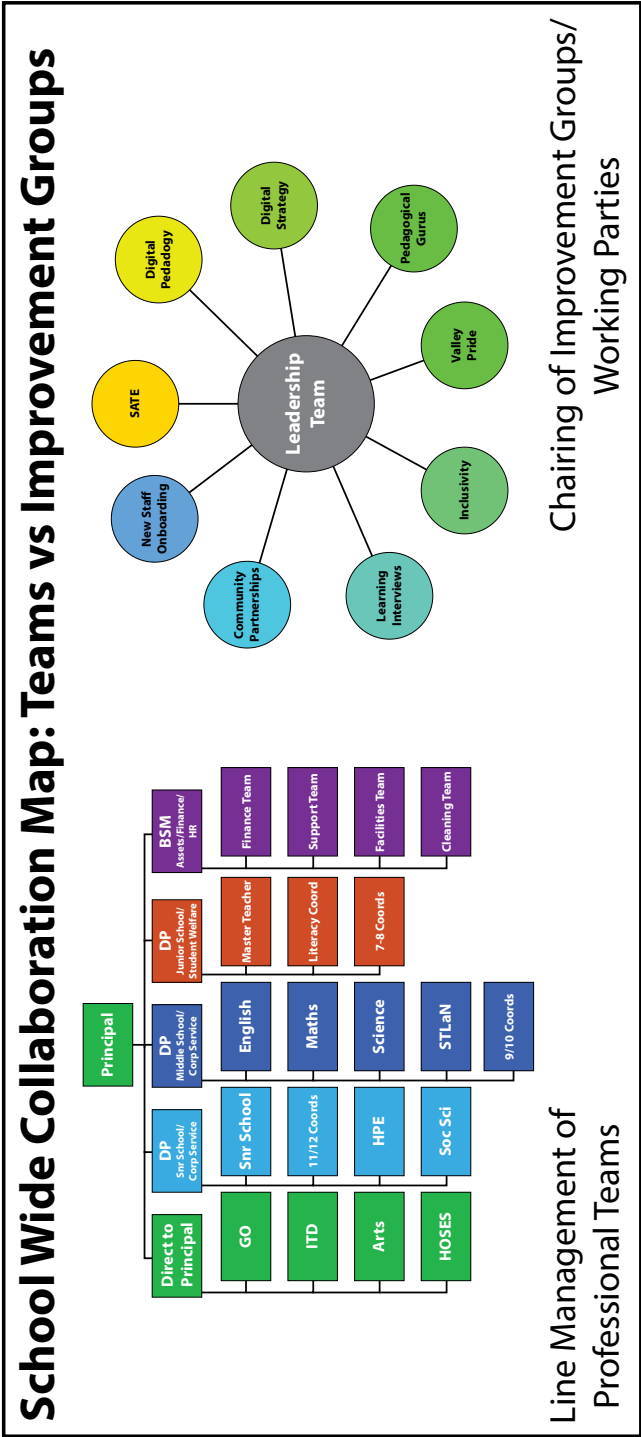 School Wide Collaboration Map: Teams vs Improvement Groups
Principal
Direct to
Principal
GO
ITD
Arts
HOSES
DP
Snr School/
Corp Service
Snr School
11/12 Coords
HPE
Soc Sci
DP
Middle School/
Corp Service
English
Maths
Science
STLaN
9/10 Coords
DP
Junior School/
Student Welfare
Master Teacher
Literacy Coord
7-8 Coords
BSM
Assets/Finance/
HR
Finance Team
Support Team
Facilities Team
Cleaning Team
Line Management of
Professional Teams
Leadership
Team
SATE
Digital
Pedadogy
Digital
Strategy
Pedagogical
Gurus
Valley
Pride
Inclusivity
Learning
Interviews
Community
Partnerships
New Staff
Onboarding
Chairing of Improvement Groups/
Working Parties